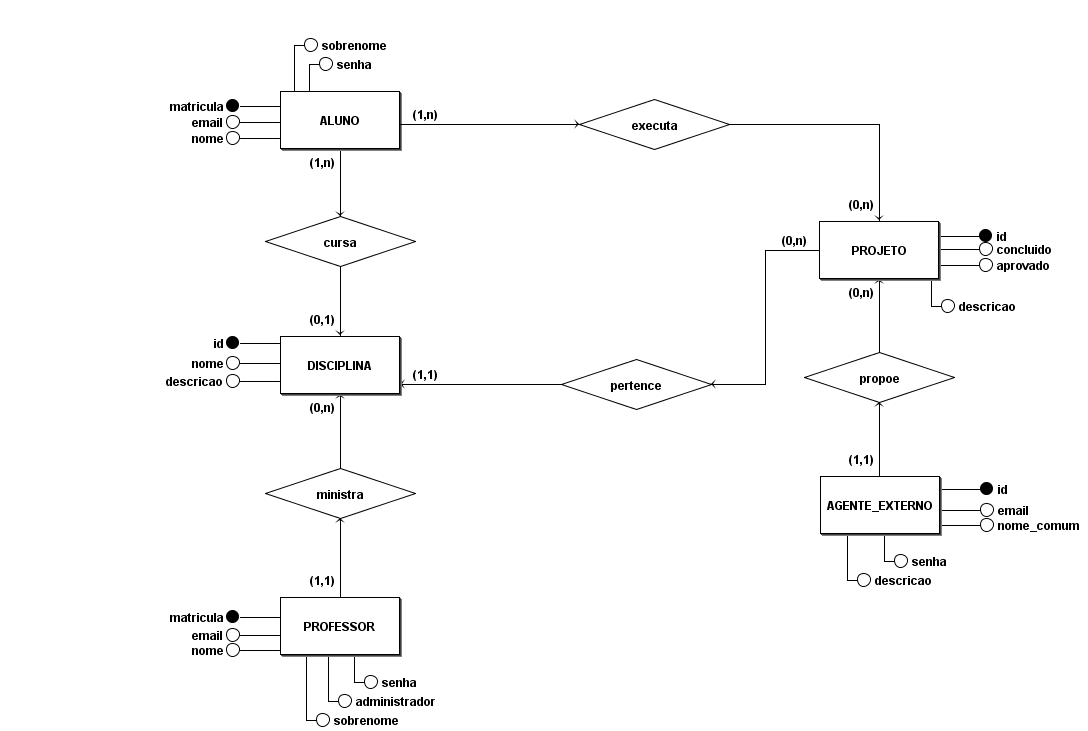 sobrenome
senha
matricula
email
nome
ALUNO
(1,n)
executa
(1,n)
(0,n)
cursa
(0,n)
PROJETO
id
concluido
aprovado
(0,n)
descricao
(0,1)
id
nome
descricao
DISCIPLINA
(1,1)
pertence
propoe
(0,n)
(1,1)
ministra
AGENTE_EXTERNO
id
email
nome_comum
senha
descricao
(1,1)
matricula
email
nome
PROFESSOR
senha
administrador
sobrenome